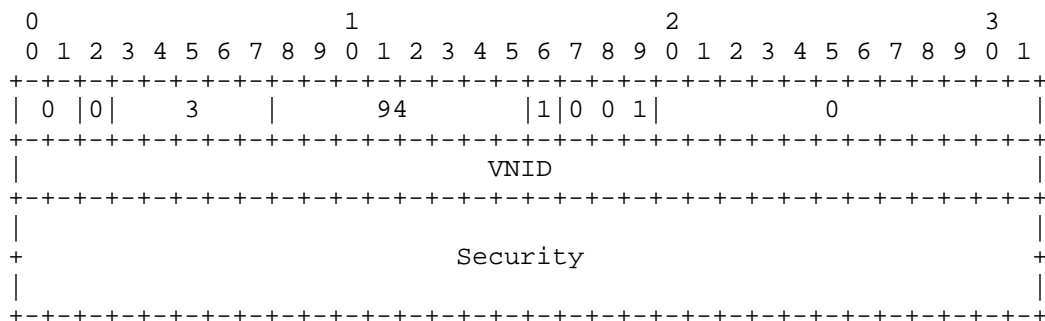 0                   1                   2                   3
 0 1 2 3 4 5 6 7 8 9 0 1 2 3 4 5 6 7 8 9 0 1 2 3 4 5 6 7 8 9 0 1
+-+-+-+-+-+-+-+-+-+-+-+-+-+-+-+-+-+-+-+-+-+-+-+-+-+-+-+-+-+-+-+-+
| 0 |0|    3    |      94       |1|0 0 1|          0            |
+-+-+-+-+-+-+-+-+-+-+-+-+-+-+-+-+-+-+-+-+-+-+-+-+-+-+-+-+-+-+-+-+
|                             VNID                              |
+-+-+-+-+-+-+-+-+-+-+-+-+-+-+-+-+-+-+-+-+-+-+-+-+-+-+-+-+-+-+-+-+
|                                                               |
+                           Security                            +
|                                                               |
+-+-+-+-+-+-+-+-+-+-+-+-+-+-+-+-+-+-+-+-+-+-+-+-+-+-+-+-+-+-+-+-+